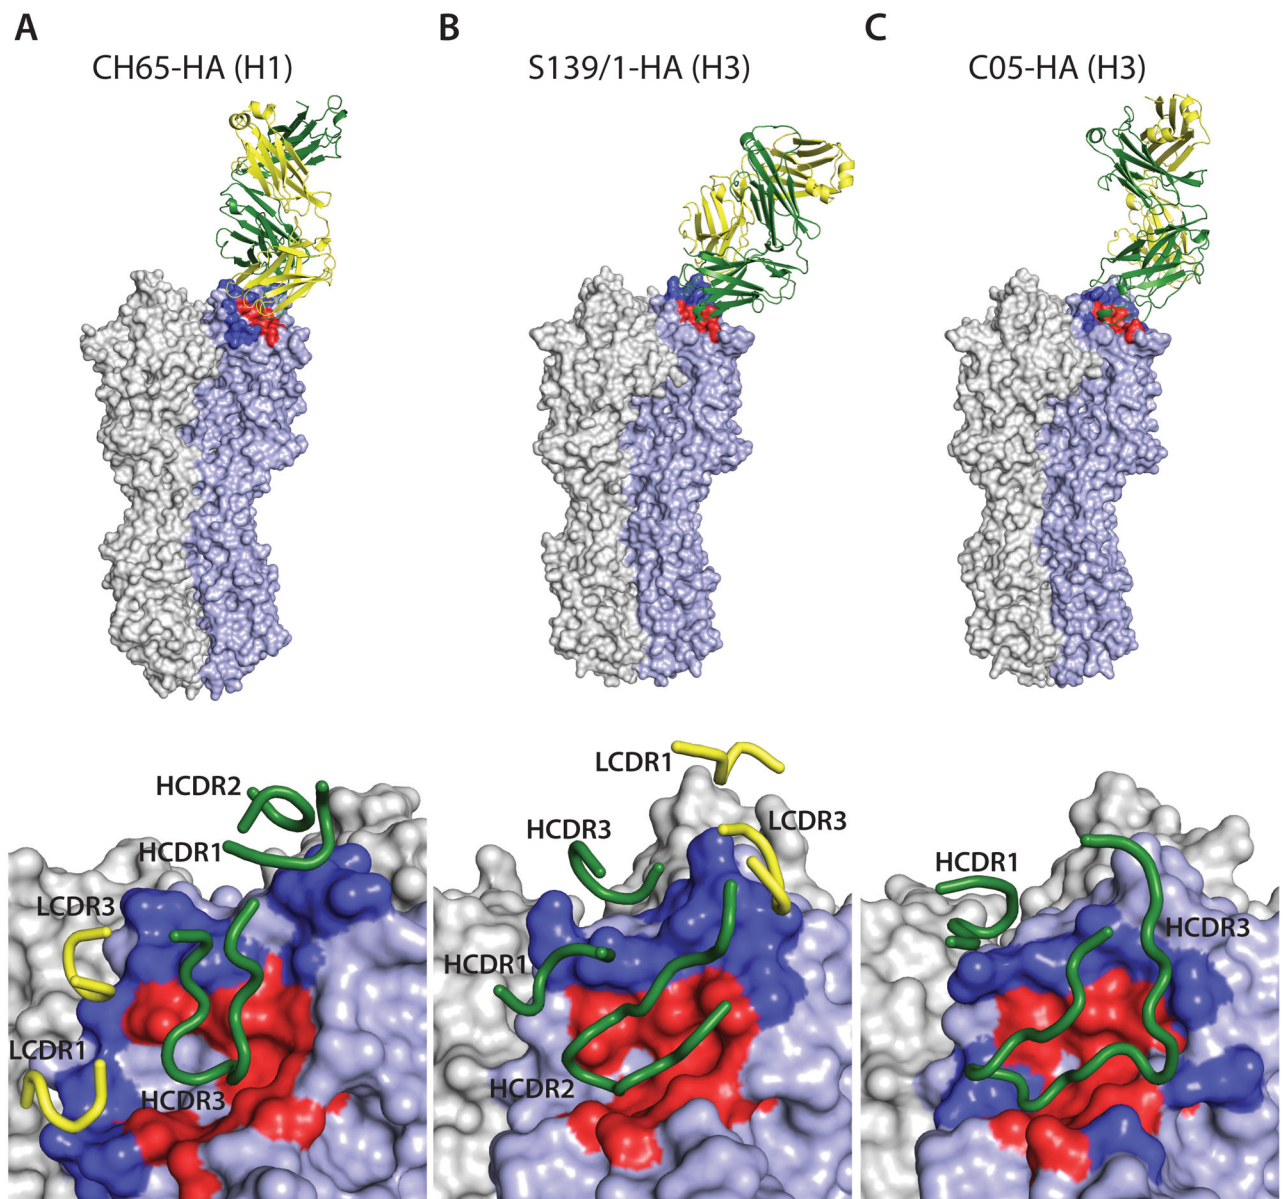 A
CH65-HA (H1)
B
S139/1-HA (H3)
C
C05-HA (H3)
HCDR2
HCDR1
LCDR3
LCDR1
HCDR3
LCDR1
HCDR3
LCDR3
HCDR1
HCDR2
HCDR1
HCDR3